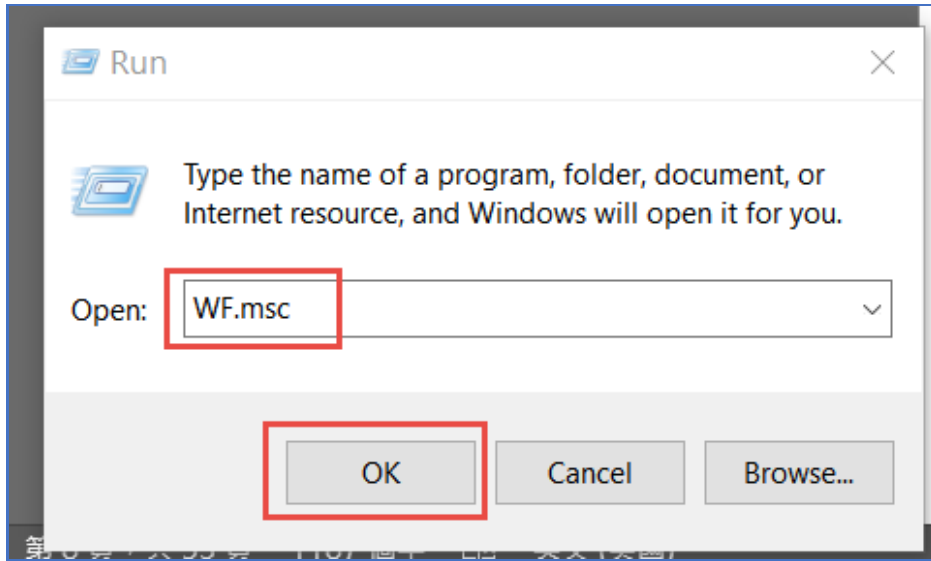 Run
Type the name of a program, folder, document, or
Internet resource, and Windows will open it for you.
Open: WF.msc
OK Cancel Browse...